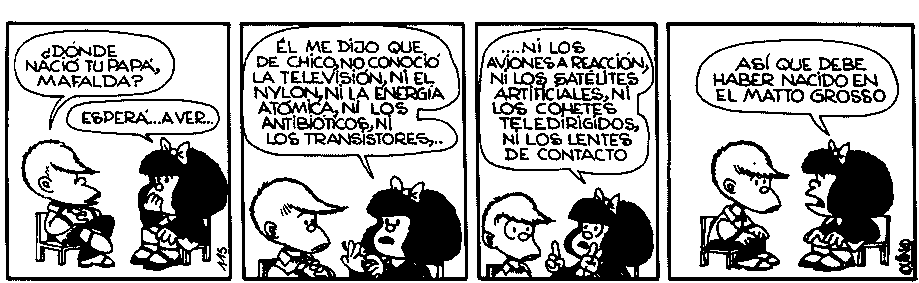 ¿DÓNDE
NACIÓ TU PAPÁ,
MAFALDA?
ESPERÁ...A VER..
115
ÉL ME DIJO QUE
DE CHICO, NO CONOCIÓ
LA TELEVISIÓN, NI EL
NYLON, NI LA ENERGÍA
ATÓMICA, NI LOS
ANTIBIÓTICOS, NI
LOS TRANSISTORES,..
....NI LOS
AVIONES A REACCIÓN,
NI LOS SATÉLITES
ARTIFICIALES, NI
LOS COHETES
TELEDIRIGIDOS,
NI LOS LENTES
DE CONTACTO
ASÍ QUE DEBE
HABER NACIDO EN
EL MATTO GROSSO
QUINO